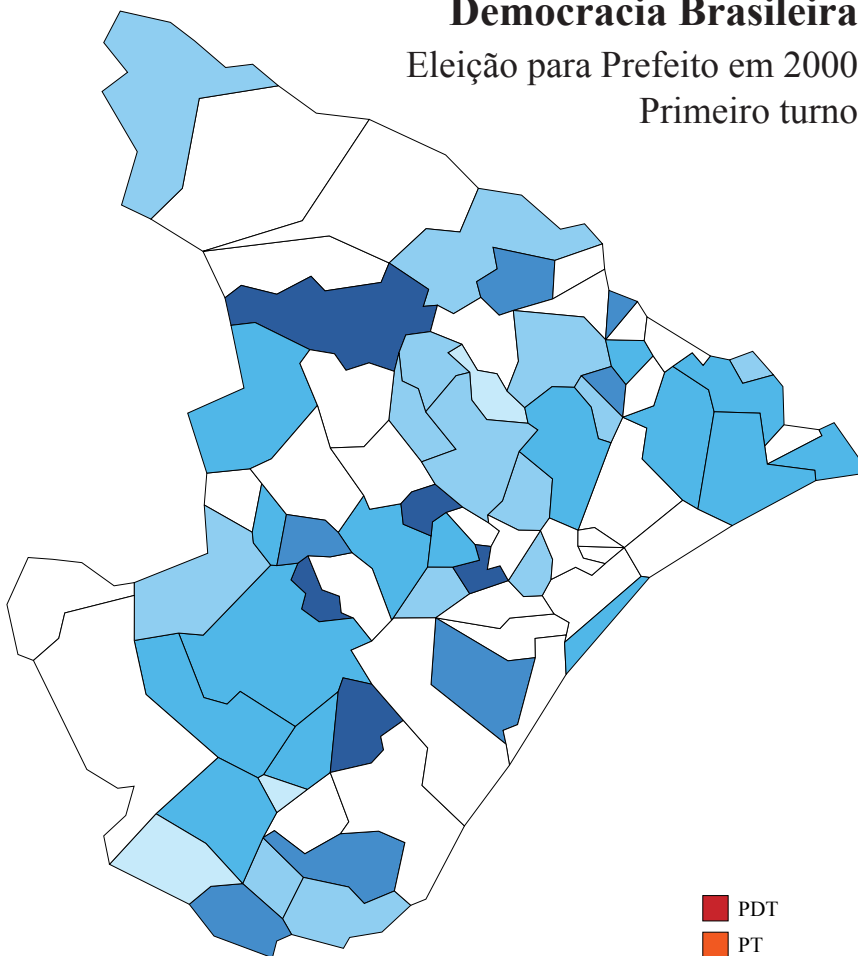 Democracia Brasileira
Eleição para Prefeito em 2000
Primeiro turno
PDT
PT